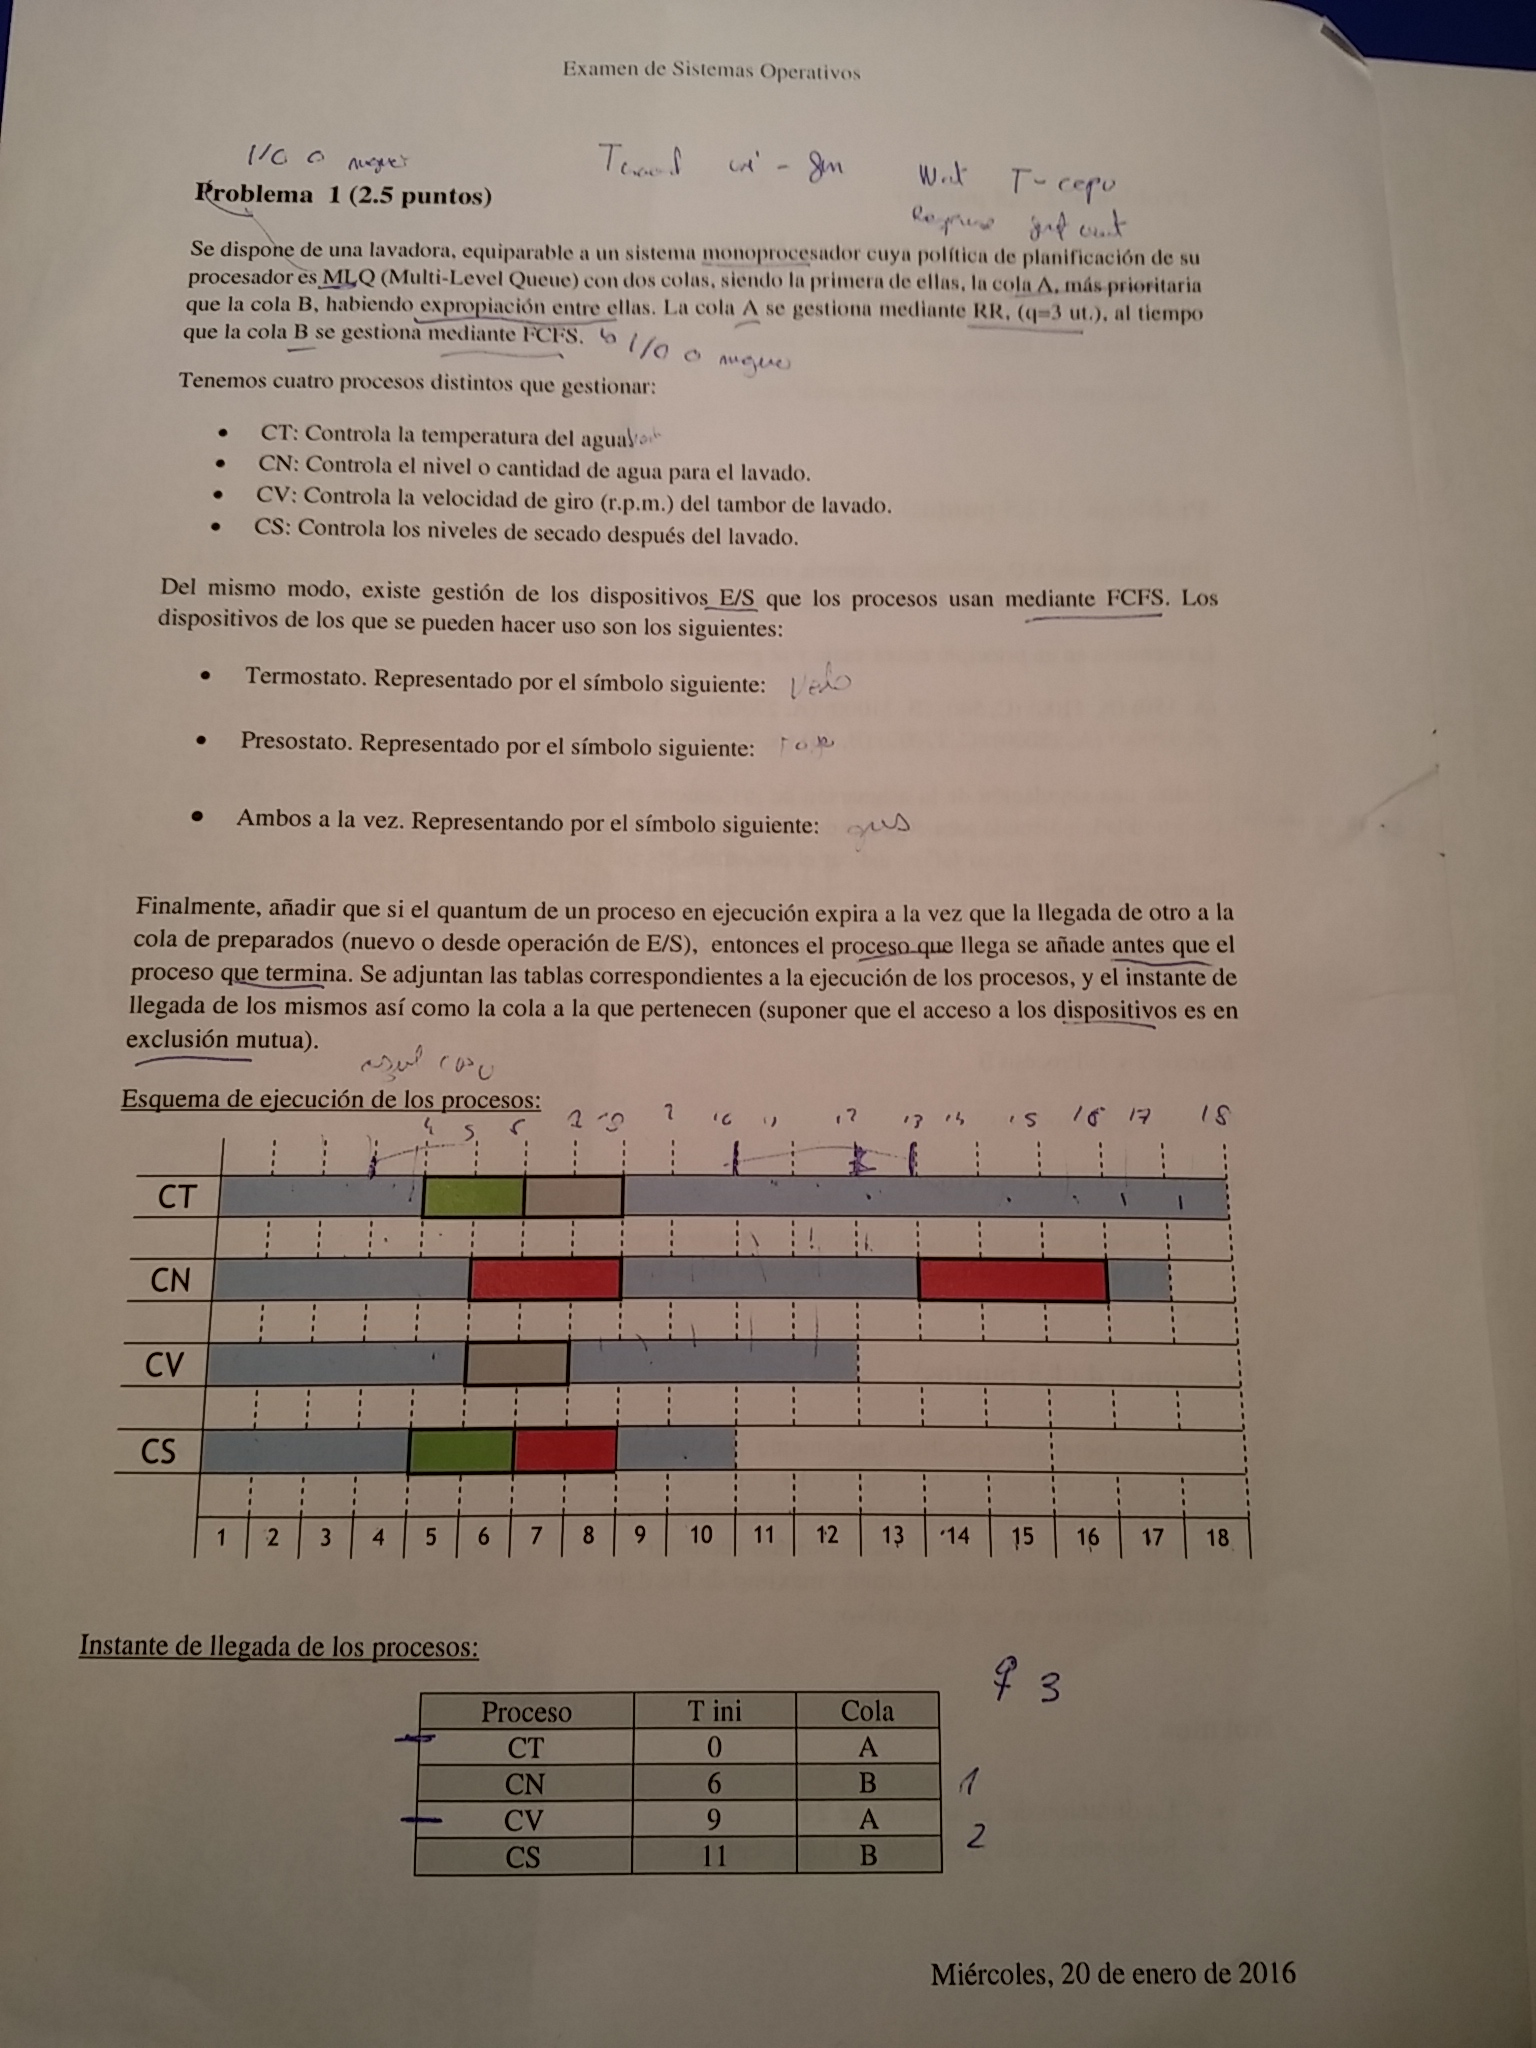 Examen de Sistemas Operativos
I/O o
Wait T-cepu
Problema 1 (2.5 puntos)
Se dispone de una lavadora, equiparable a un sistema monoprocesador cuya política de planificación de su
procesador es MLQ (Multi-Level Queue) con dos colas, siendo la primera de ellas, la cola A, más prioritaria
que la cola B, habiendo expropiación entre ellas. La cola A se gestiona mediante RR, (q=3 ut.), al tiempo
que la cola B se gestiona mediante FCFS. I/O o
Tenemos cuatro procesos distintos que gestionar:
• CT: Controla la temperatura del agua
• CN: Controla el nivel o cantidad de agua para el lavado.
• CV: Controla la velocidad de giro (r.p.m.) del tambor de lavado.
• CS: Controla los niveles de secado después del lavado.
Del mismo modo, existe gestión de los dispositivos E/S que los procesos usan mediante FCFS. Los
dispositivos de los que se pueden hacer uso son los siguientes:
• Termostato. Representado por el símbolo siguiente:
• Presostato. Representado por el símbolo siguiente:
• Ambos a la vez. Representando por el símbolo siguiente: gris
Finalmente, añadir que si el quantum de un proceso en ejecución expira a la vez que la llegada de otro a la
cola de preparados (nuevo o desde operación de E/S), entonces el proceso que llega se añade antes que el
proceso que termina. Se adjuntan las tablas correspondientes a la ejecución de los procesos, y el instante de
llegada de los mismos así como la cola a la que pertenecen (suponer que el acceso a los dispositivos es en
exclusión mutua).
azul
Esquema de ejecución de los procesos:
4 5 11 12 13 14 15 16 17 18
CT
CN
CV
CS
1 2 3 4 5 6 7 8 9 10 11 12 13 14 15 16 17 18
Instante de llegada de los procesos:
q 3
Proceso T ini Cola
CT 0 A
CN 6 B 1
CV 9 A
CS 11 B 2
Miércoles, 20 de enero de 2016